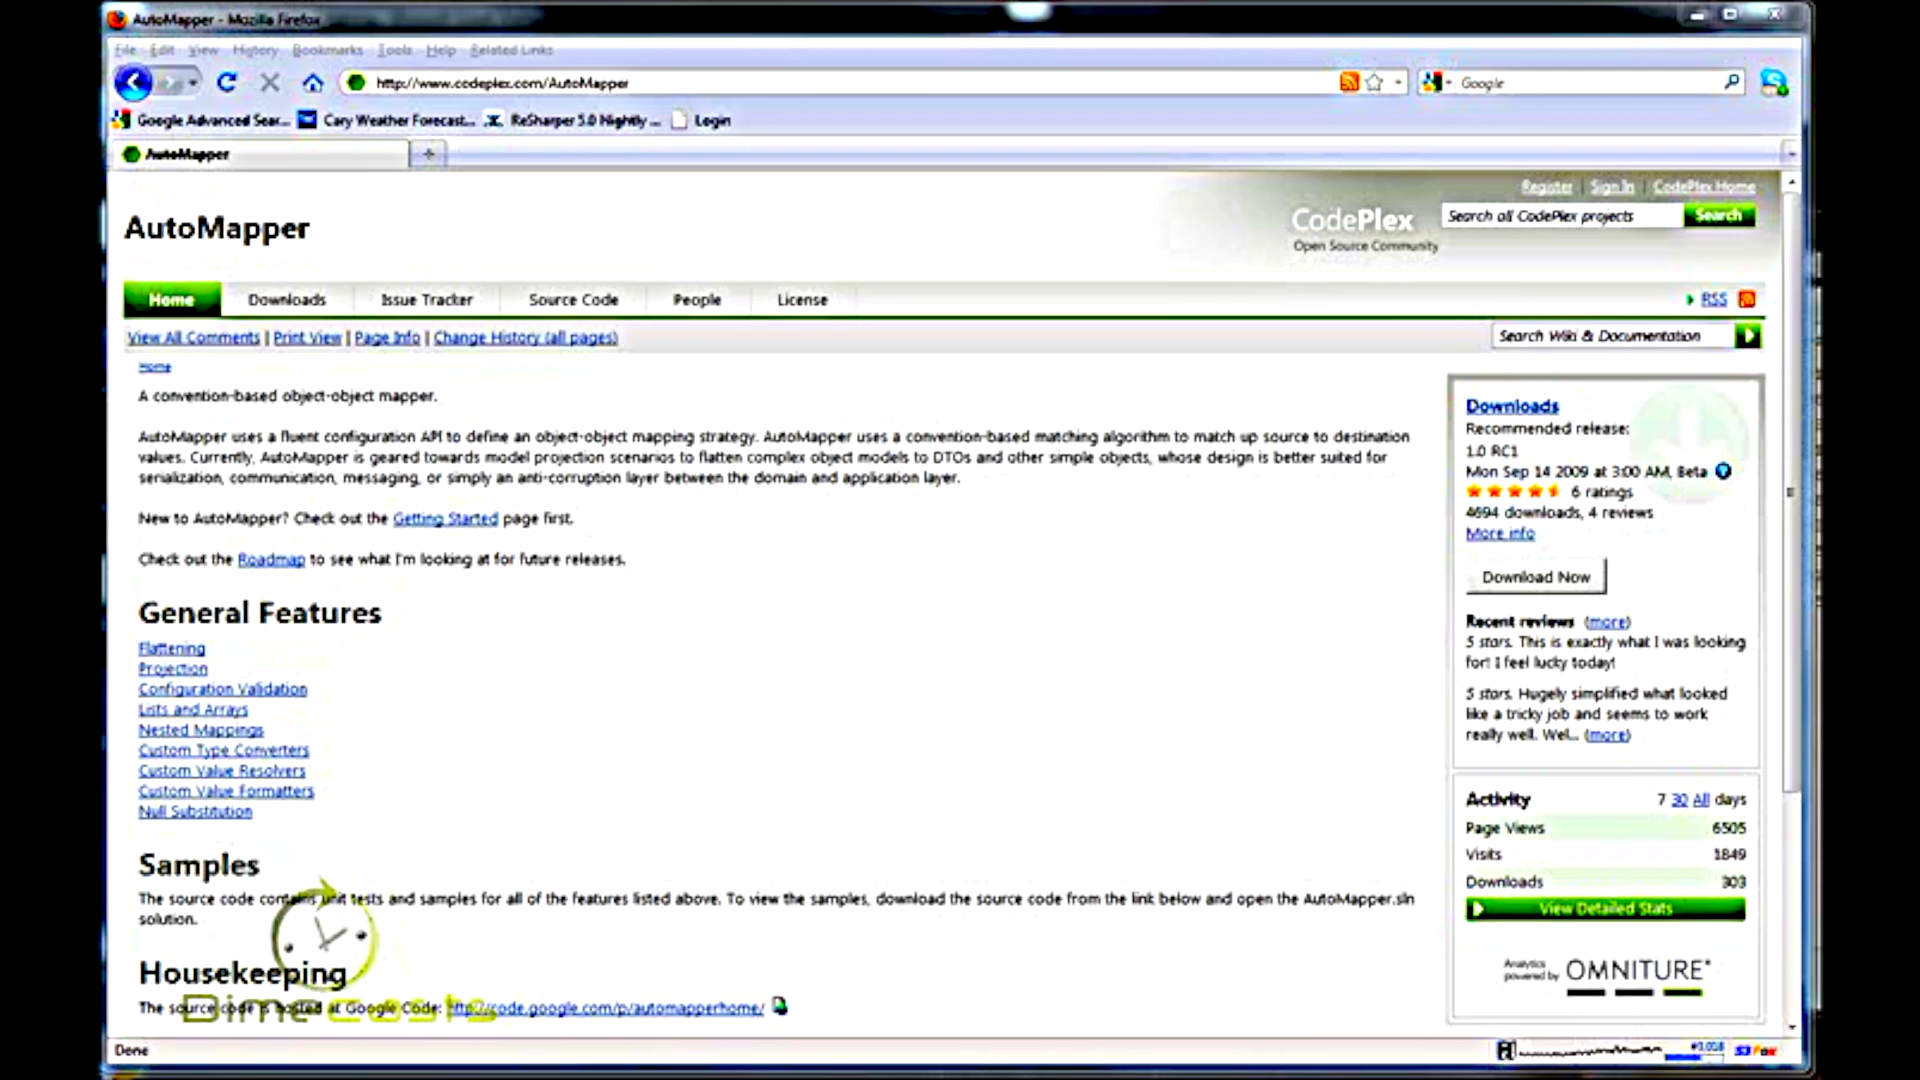 AutoMapper - Mozilla Firefox
File Edit View History Bookmarks Tools Help Related Links
http://www.codeplex.com/AutoMapper
Google
Google Advanced Sear... Cary Weather Forecast... ReSharper 5.0 Nightly ... Login
AutoMapper
Register Sign In CodePlex Home
AutoMapper
CodePlex
Open Source Community
Search all CodePlex projects Search
Home Downloads Issue Tracker Source Code People License RSS
View All Comments | Print View | Page Info | Change History (all pages)
Search Wiki & Documentation
Home
A convention-based object-object mapper.
AutoMapper uses a fluent configuration API to define an object-object mapping strategy. AutoMapper uses a convention-based matching algorithm to match up source to destination
values. Currently, AutoMapper is geared towards model projection scenarios to flatten complex object models to DTOs and other simple objects, whose design is better suited for
serialization, communication, messaging, or simply an anti-corruption layer between the domain and application layer.
New to AutoMapper? Check out the Getting Started page first.
Check out the Roadmap to see what I'm looking at for future releases.
General Features
Flattening
Projection
Configuration Validation
Lists and Arrays
Nested Mappings
Custom Type Converters
Custom Value Resolvers
Custom Value Formatters
Null Substitution
Samples
The source code contains unit tests and samples for all of the features listed above. To view the samples, download the source code from the link below and open the AutoMapper.sln
solution.
Housekeeping
The source code is hosted at Google Code: http://code.google.com/p/automapperhome/
Dimecasts
Downloads
Recommended release:
1.0 RC1
Mon Sep 14 2009 at 3:00 AM, Beta
6 ratings
4694 downloads, 4 reviews
More info
Download Now
Recent reviews (more)
5 stars. This is exactly what I was looking
for! I feel lucky today!
5 stars. Hugely simplified what looked
like a tricky job and seems to work
really well. Wel... (more)
Activity 7 30 All days
Page Views 6505
Visits 1849
Downloads 303
View Detailed Stats
Analytics
powered by OMNITURE
Done